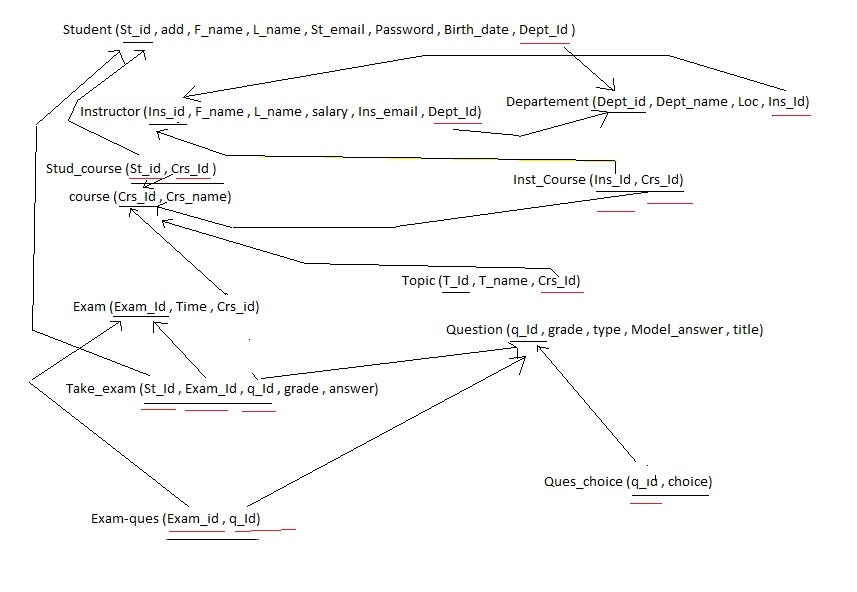 Student (St_id , add , F_name , L_name , St_email , Password , Birth_date , Dept_Id )
Departement (Dept_id , Dept_name , Loc , Ins_Id)
Instructor (Ins_id , F_name , L_name , salary , Ins_email , Dept_Id)
Stud_course (St_id , Crs_Id )
Inst_Course (Ins_Id , Crs_Id)
course (Crs_Id , Crs_name)
Topic (T_Id , T_name , Crs_Id)
Exam (Exam_Id , Time , Crs_id)
Question (q_Id , grade , type , Model_answer , title)
Take_exam (St_Id , Exam_Id , q_Id , grade , answer)
Ques_choice (q_id , choice)
Exam-ques (Exam_id , q_Id)